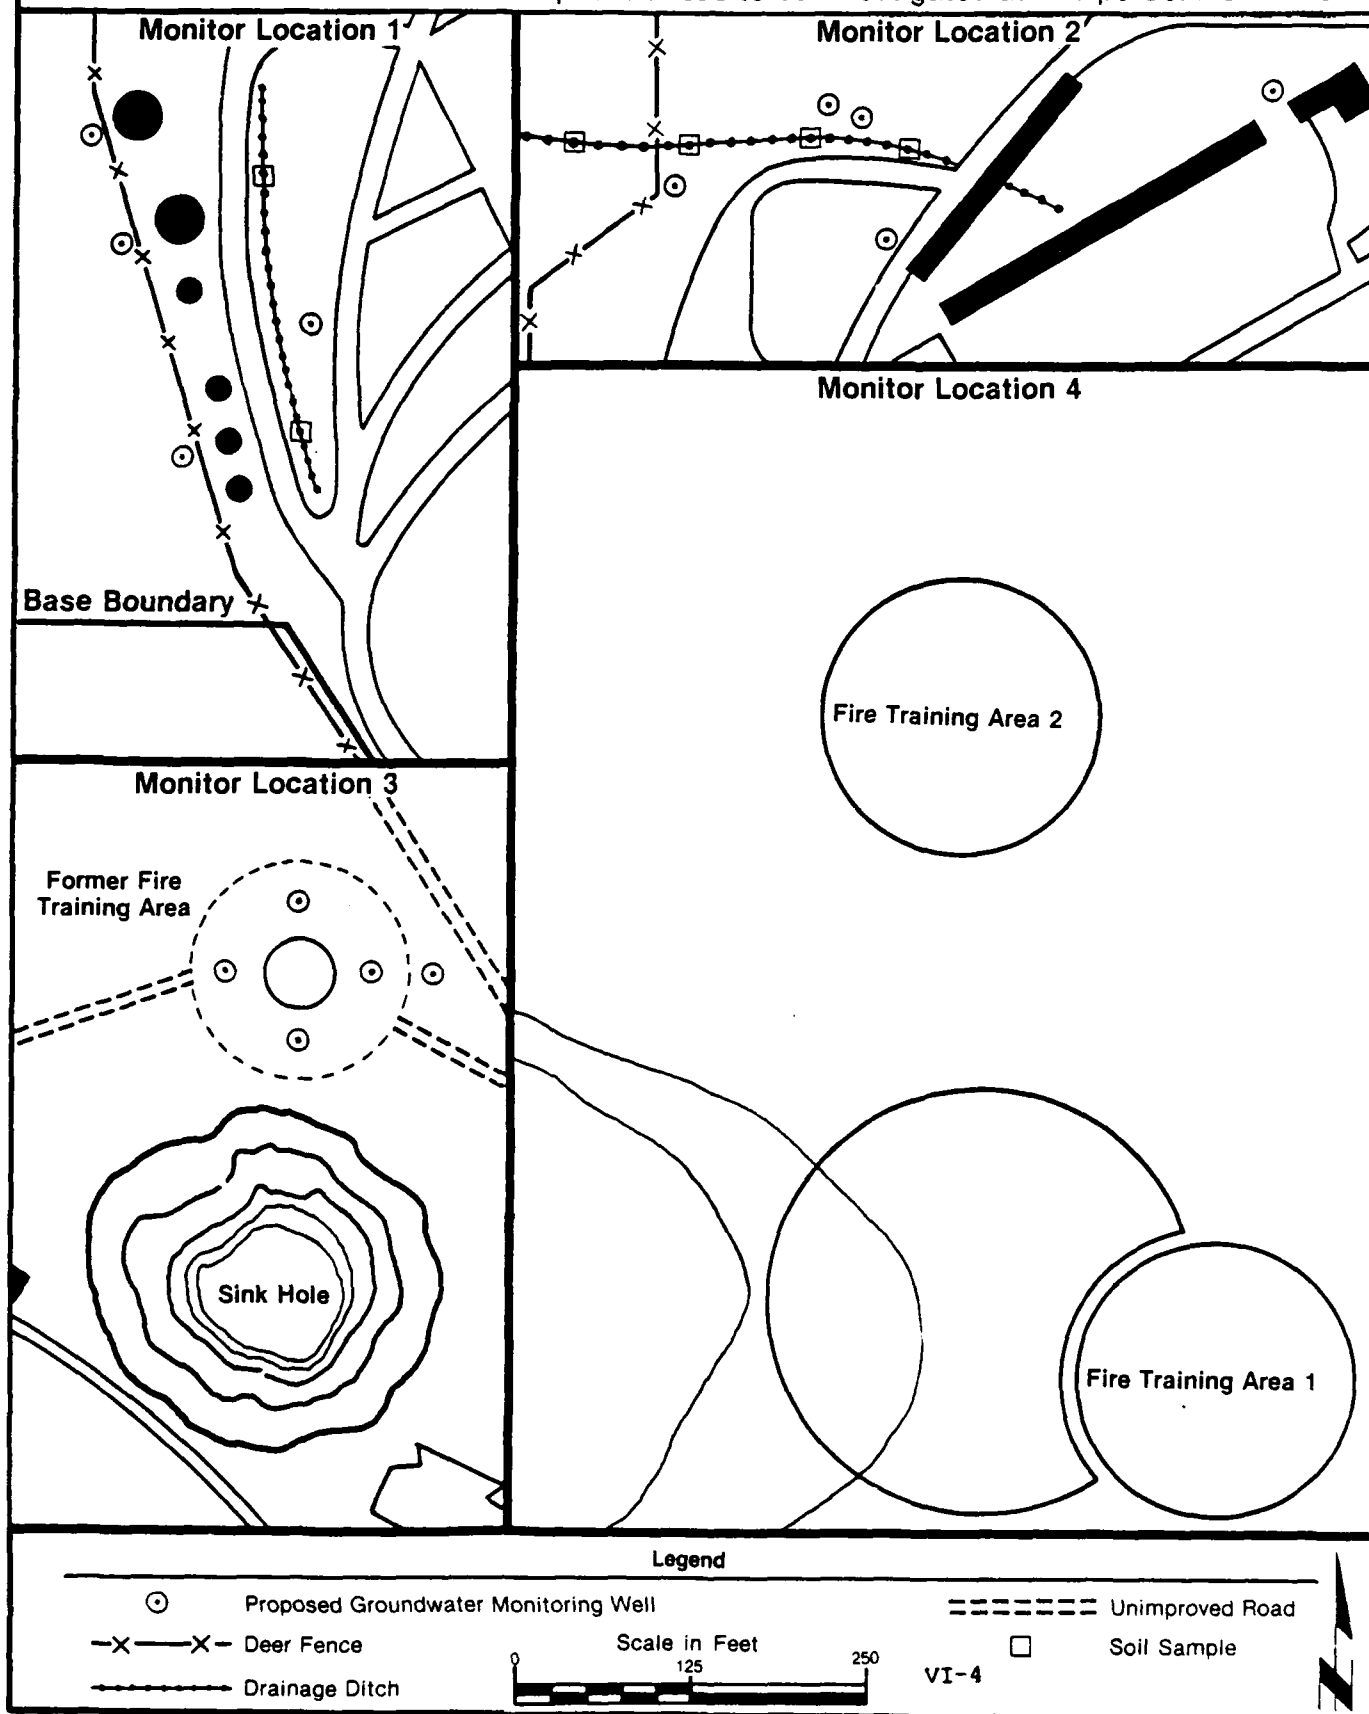 Monitor Location 1
Monitor Location 2
Base Boundary
Monitor Location 4
Fire Training Area 2
Monitor Location 3
Former Fire
Training Area
Sink Hole
Fire Training Area 1
Legend
Proposed Groundwater Monitoring Well
Unimproved Road
Deer Fence
Scale in Feet
0
125
250
Soil Sample
Drainage Ditch
VI-4
N